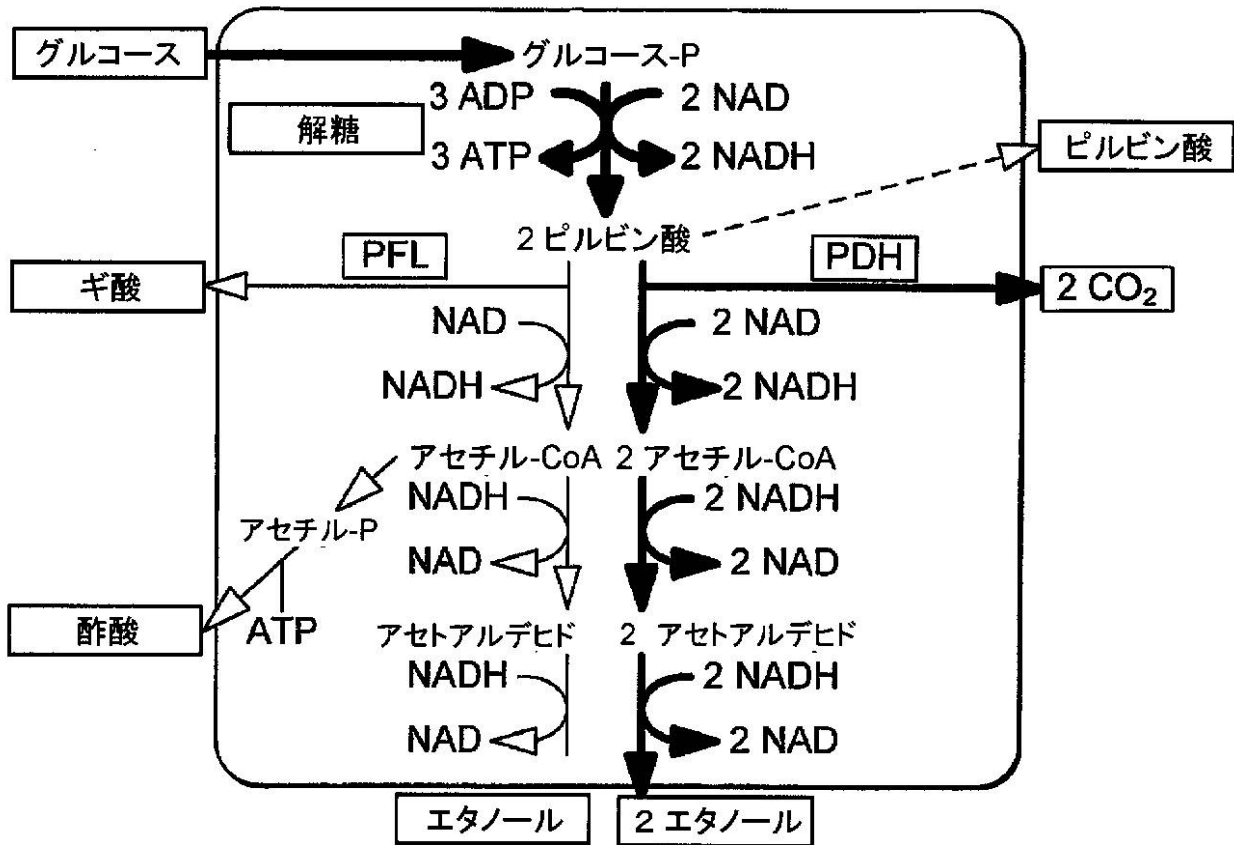 グルコース
グルコース-P
3 ADP
2 NAD
解糖
3 ATP
2 NADH
ピルビン酸
2 ピルビン酸
PFL
PDH
ギ酸
2 CO₂
NAD
2 NAD
NADH
2 NADH
アセチル-CoA
2 アセチル-CoA
NADH
2 NADH
アセチル-P
NAD
2 NAD
酢酸
ATP
アセトアルデヒド
2 アセトアルデヒド
NADH
2 NADH
NAD
2 NAD
エタノール
2 エタノール